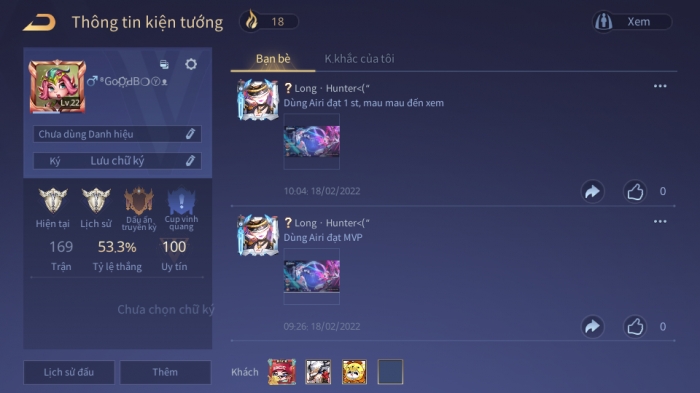 Thông tin kiện tướng
18
Xem
Lv 22
Chưa dùng Danh hiệu
Ký Lưu chữ ký
Hiện tại Lịch sử Dấu ấn truyền kỳ Cup vinh quang
169 53.3% 100
Trận Tỷ lệ thắng Uy tín
Chưa chọn chữ ký
Lịch sử đấu Thêm
Bạn bè K.khắc của tôi
?Long · Hunter<(“
Dùng Airi đạt 1 st, mau mau đến xem
10:04: 18/02/2022
0
?Long · Hunter<(“
Dùng Airi đạt MVP
09:26: 18/02/2022
0
Khách